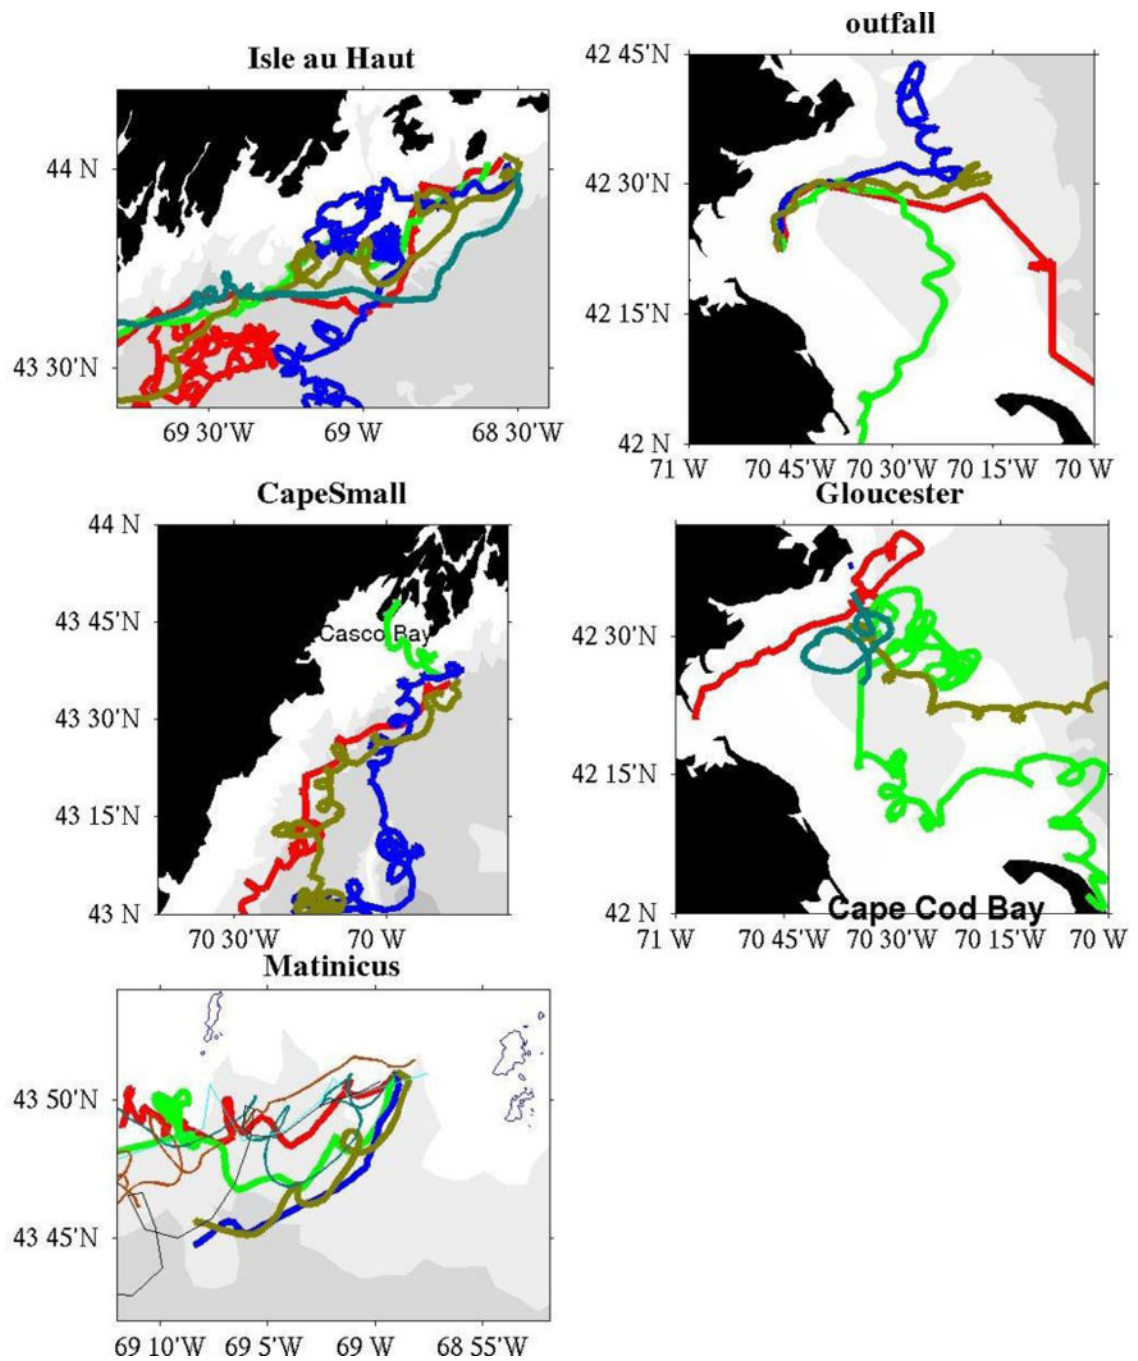 Isle au Haut
44 N
43 30'N
69 30'W 69 W 68 30'W
outfall
42 45'N
42 30'N
42 15'N
42 N
71 W 70 45'W 70 30'W 70 15'W 70 W
CapeSmall
44 N
43 45'N
Casco Bay
43 30'N
43 15'N
43 N
70 30'W 70 W
Gloucester
42 30'N
42 15'N
42 N
Cape Cod Bay
71 W 70 45'W 70 30'W 70 15'W 70 W
Matinicus
43 50'N
43 45'N
69 10'W 69 5'W 69 W 68 55'W